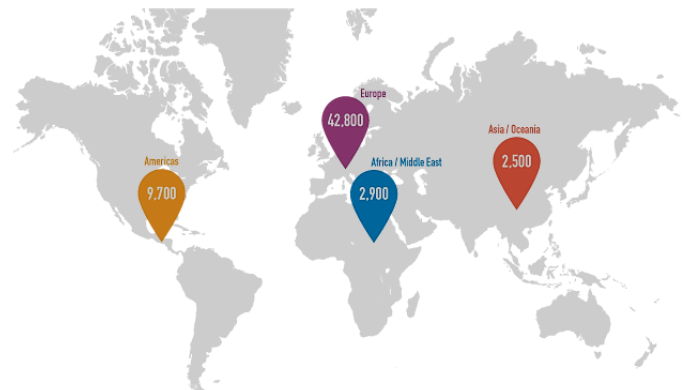 Europe
42,800
Asia / Oceania
2,500
Americas
9,700
Africa / Middle East
2,900